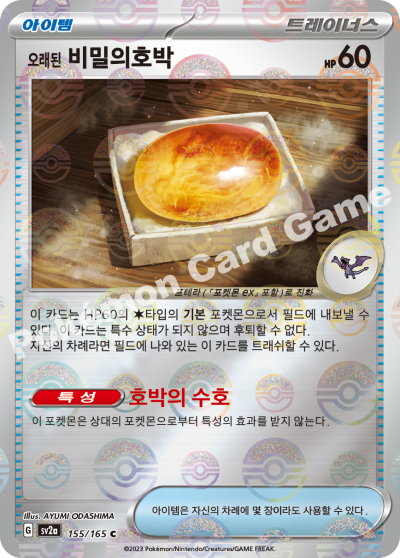 아이템
트레이너스
오래된 비밀의호박
HP 60
프테라 (「포켓몬 ex」 포함)로 진화
이 카드는 HP60의 타입의 기본 포켓몬으로서 필드에 내보낼 수
있다. 이 카드는 특수 상태가 되지 않으며 후퇴할 수 없다.
자신의 차례라면 필드에 나와 있는 이 카드를 트래쉬할 수 있다.
특성 호박의 수호
이 포켓몬은 상대의 포켓몬으로부터 특성의 효과를 받지 않는다.
Pokémon Card Game
Illus. AYUMI ODASHIMA
G sv2a 155/165 C
아이템은 자신의 차례에 몇 장이라도 사용할 수 있다.
©2023 Pokémon/Nintendo/Creatures/GAME FREAK.